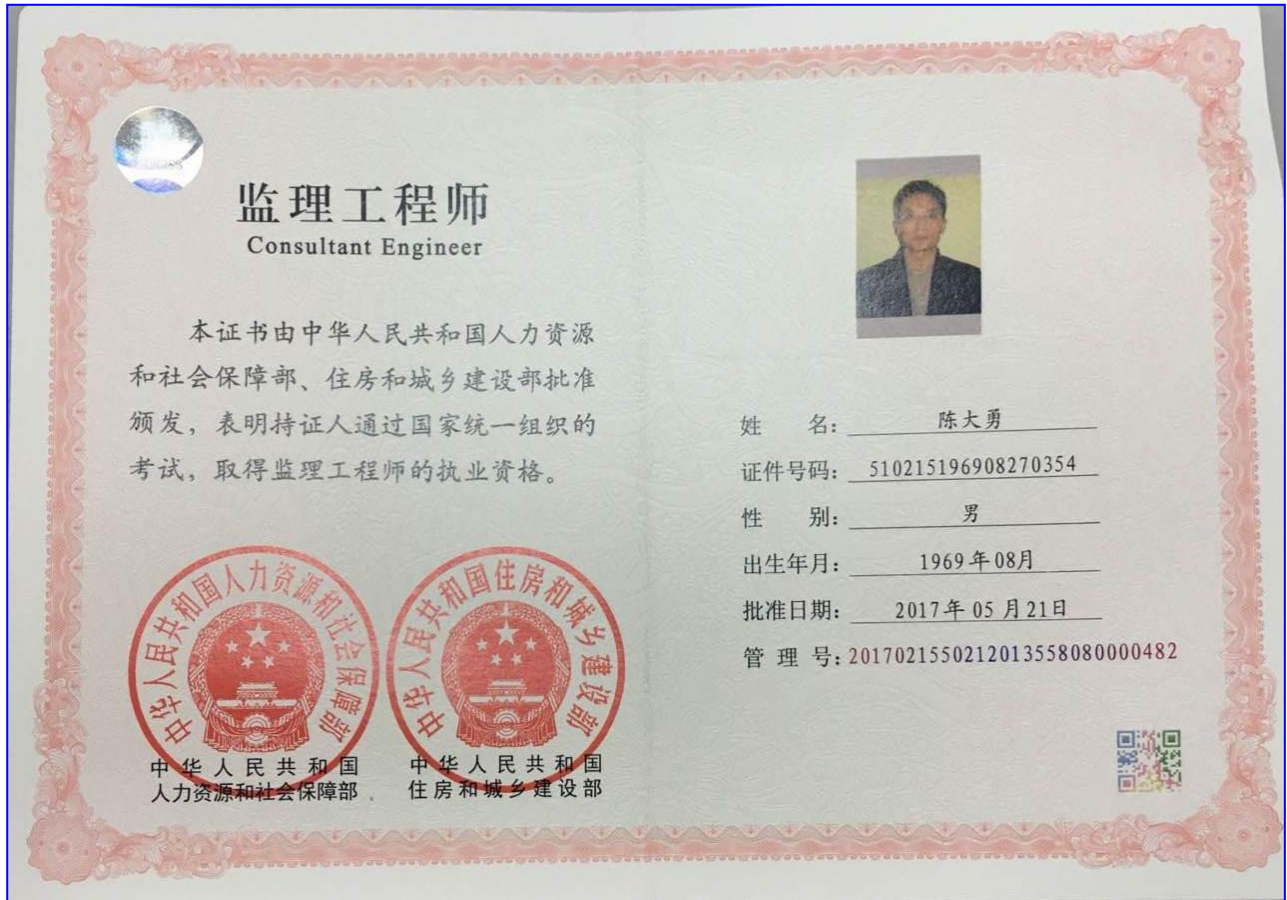 监理工程师
Consultant Engineer
本证书由中华人民共和国人力资源
和社会保障部、住房和城乡建设部批准
颁发，表明持证人通过国家统一组织的
考试，取得监理工程师的执业资格。
中华人民共和国人力资源和社会保障部
中华人民共和国住房和城乡建设部
中华人民共和国
人力资源和社会保障部
中华人民共和国
住房和城乡建设部
姓 名：陈大勇
证件号码：510215196908270354
性 别：男
出生年月：1969年08月
批准日期：2017年05月21日
管 理 号：2017021550212013558080000482